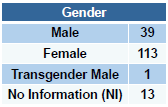 Gender
Male 39
Female 113
Transgender Male 1
No Information (NI) 13